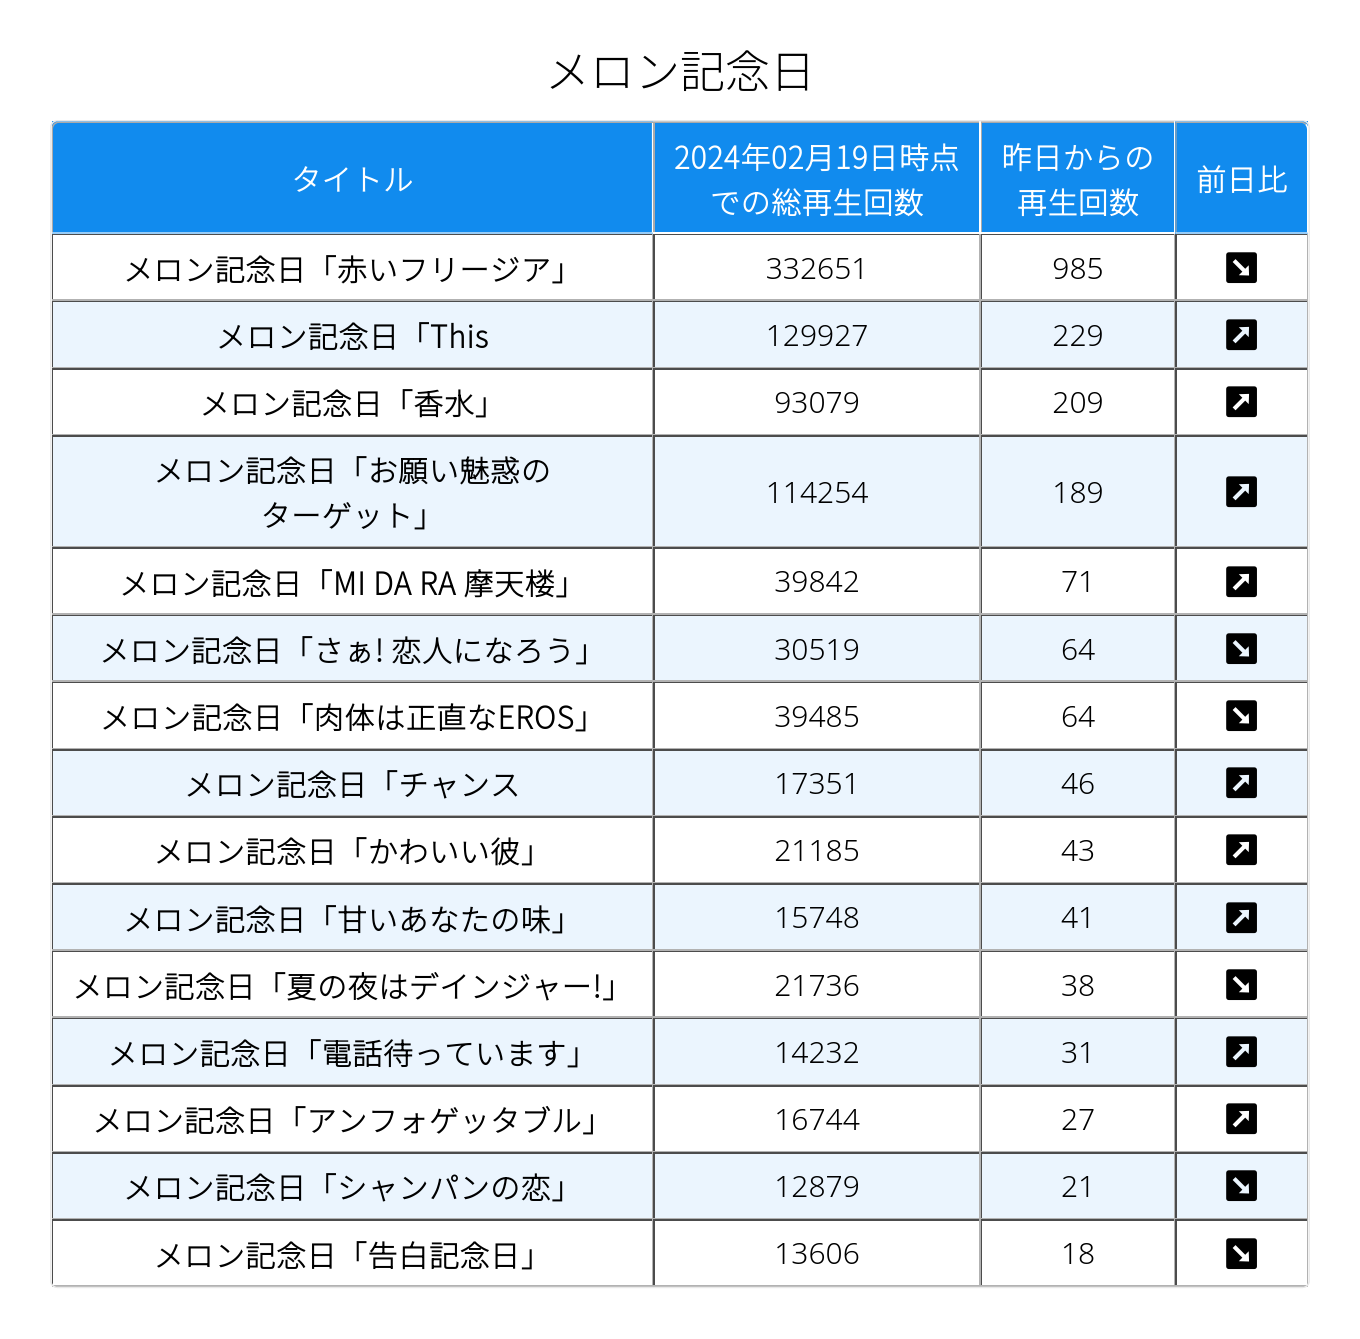 メロン記念日
タイトル
2024年02月19日時点
での総再生回数
昨日からの
再生回数
前日比
メロン記念日「赤いフリージア」 332651 985 ↘
メロン記念日「This 129927 229 ↗
メロン記念日「香水」 93079 209 ↗
メロン記念日「お願い魅惑の
ターゲット」 114254 189 ↗
メロン記念日「MI DA RA 摩天楼」 39842 71 ↗
メロン記念日「さぁ! 恋人になろう」 30519 64 ↘
メロン記念日「肉体は正直なEROS」 39485 64 ↘
メロン記念日「チャンス 17351 46 ↗
メロン記念日「かわいい彼」 21185 43 ↗
メロン記念日「甘いあなたの味」 15748 41 ↗
メロン記念日「夏の夜はデインジャー!」 21736 38 ↘
メロン記念日「電話待っています」 14232 31 ↗
メロン記念日「アンフォゲッタブル」 16744 27 ↗
メロン記念日「シャンパンの恋」 12879 21 ↘
メロン記念日「告白記念日」 13606 18 ↘